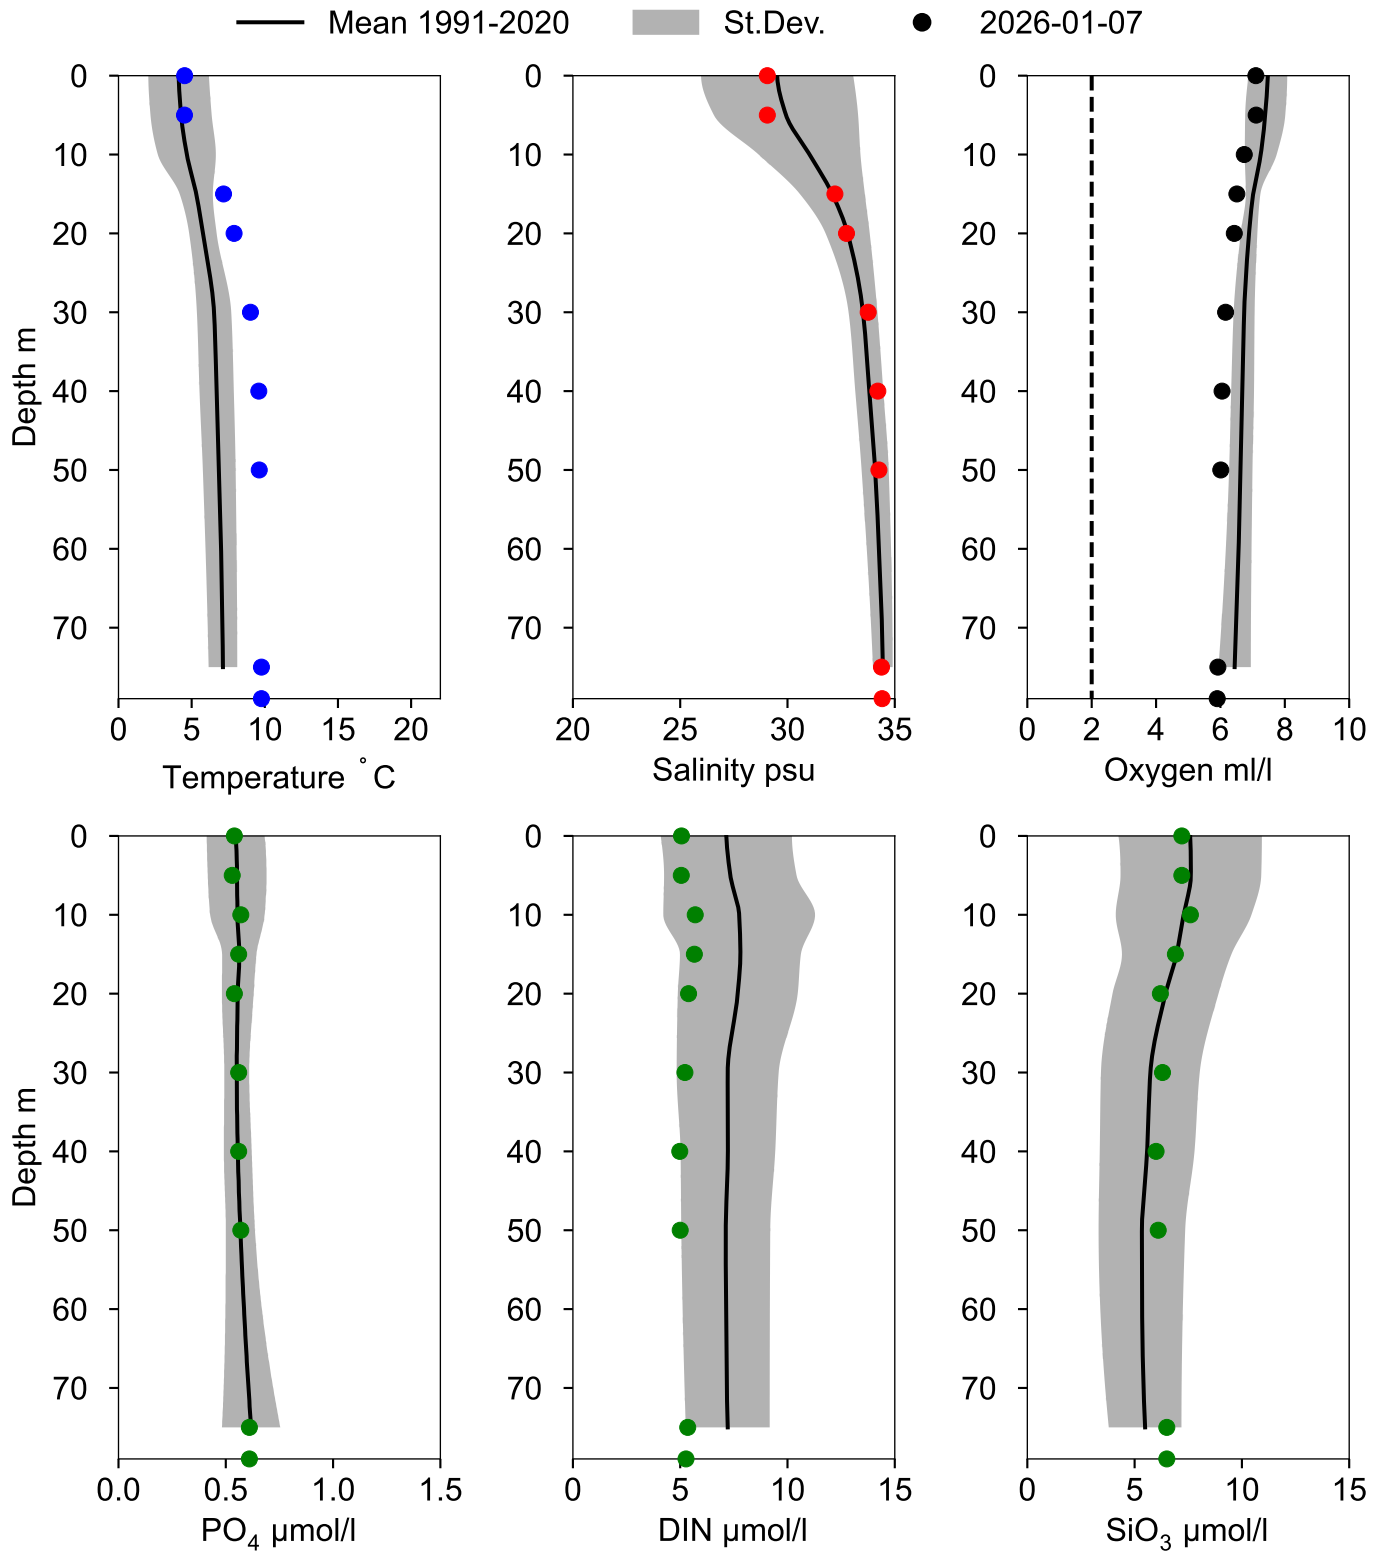 Mean 1991-2020 St.Dev. 2026-01-07
0 0 0
10 10 10
20 20 20
30 30 30
40 40 40
50 50 50
60 60 60
70 70 70
Depth m
0 5 10 15 20 20 25 30 35 0 2 4 6 8 10
Temperature °C Salinity psu Oxygen ml/l
0 0 0
10 10 10
20 20 20
30 30 30
40 40 40
50 50 50
60 60 60
70 70 70
Depth m
0.0 0.5 1.0 1.5 0 5 10 15 0 5 10 15
PO₄ µmol/l DIN µmol/l SiO₃ µmol/l